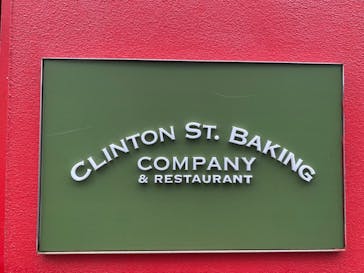 CLINTON ST. BAKING
COMPANY
& RESTAURANT